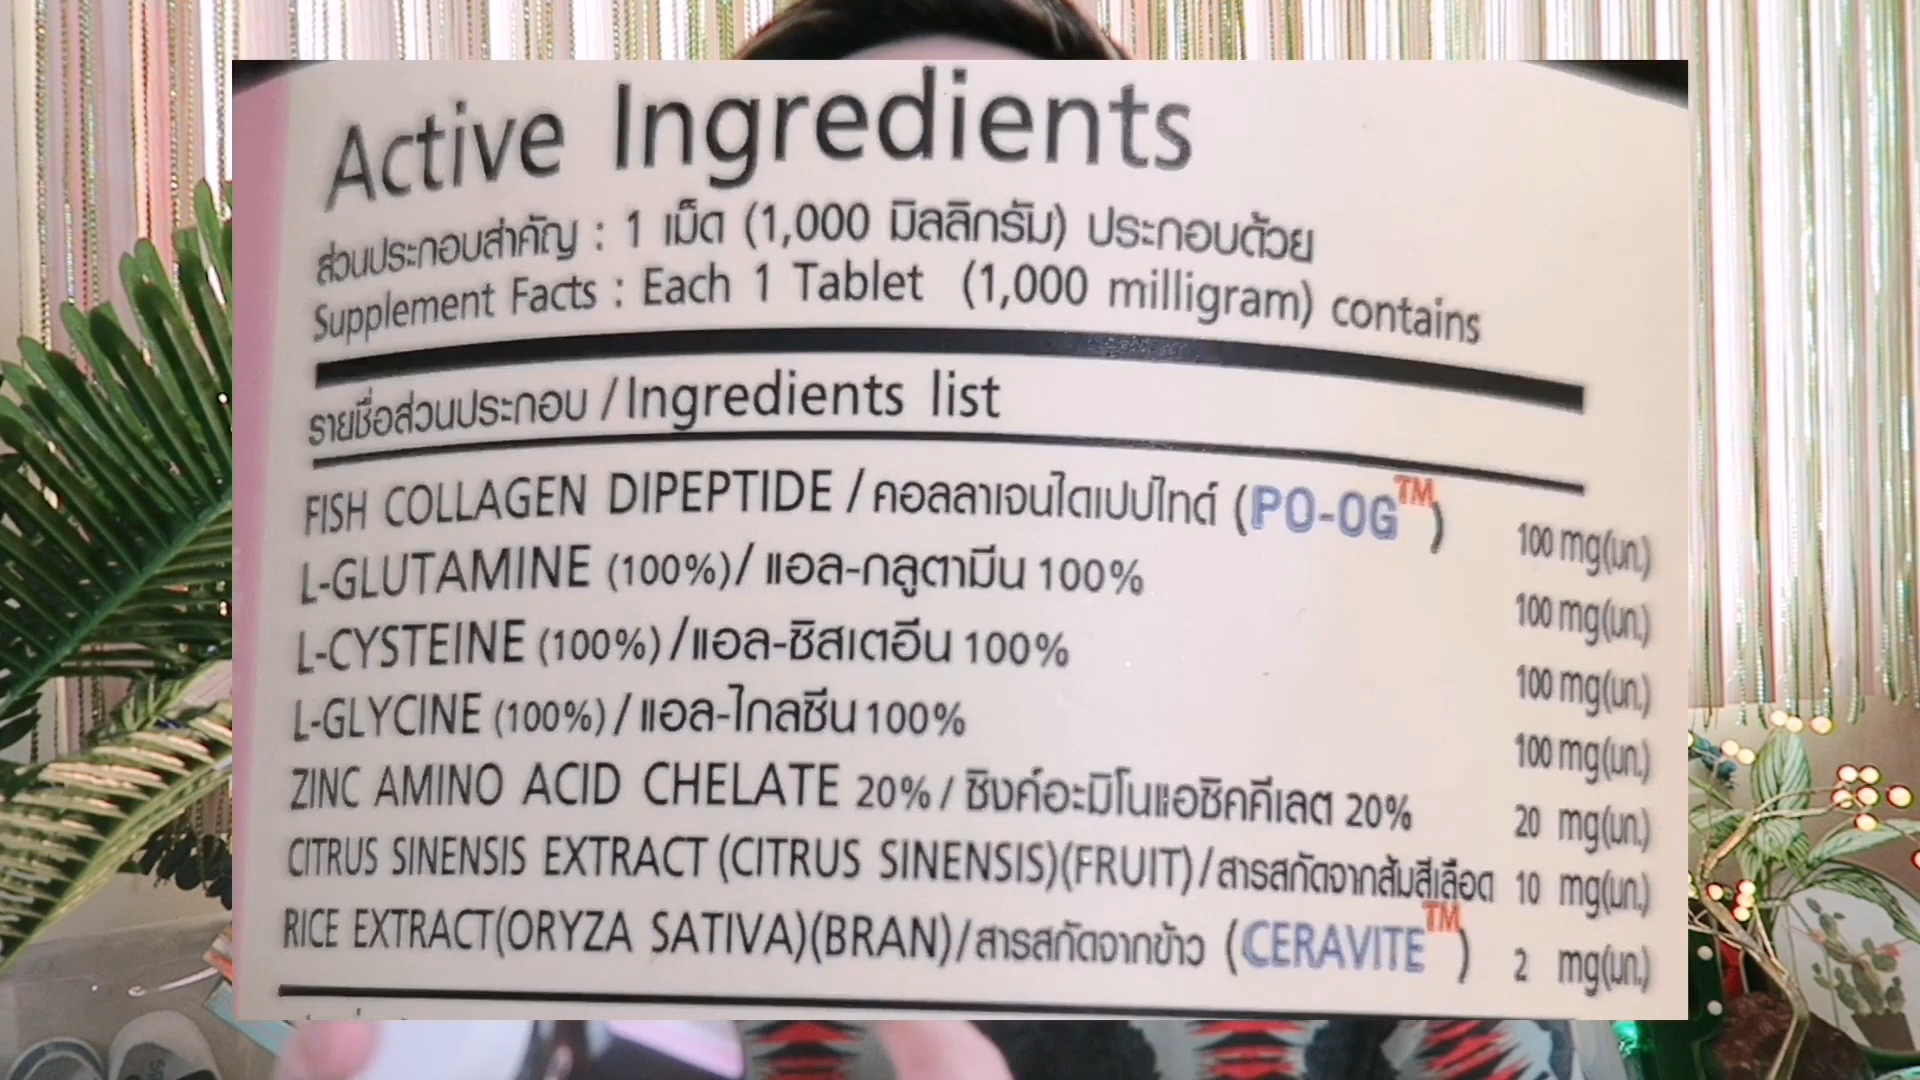 Active Ingredients
ส่วนประกอบสำคัญ : 1 เม็ด (1,000 มิลลิกรัม) ประกอบด้วย
Supplement Facts : Each 1 Tablet (1,000 milligram) contains
รายชื่อส่วนประกอบ / Ingredients list
FISH COLLAGEN DIPEPTIDE / คอลลาเจนไดเปปไทด์ (PO-OG™) 100 mg(มก.)
L-GLUTAMINE (100%) / แอล-กลูตามีน 100% 100 mg(มก.)
L-CYSTEINE (100%) / แอล-ซิสเตอีน 100% 100 mg(มก.)
L-GLYCINE (100%) / แอล-ไกลซีน 100% 100 mg(มก.)
ZINC AMINO ACID CHELATE 20% / ซิงค์อะมิโนแอซิคคีเลต 20% 20 mg(มก.)
CITRUS SINENSIS EXTRACT (CITRUS SINENSIS)(FRUIT) / สารสกัดจากส้มสีเลือด 10 mg(มก.)
RICE EXTRACT(ORYZA SATIVA)(BRAN) / สารสกัดจากข้าว (CERAVITE™) 2 mg(มก.)